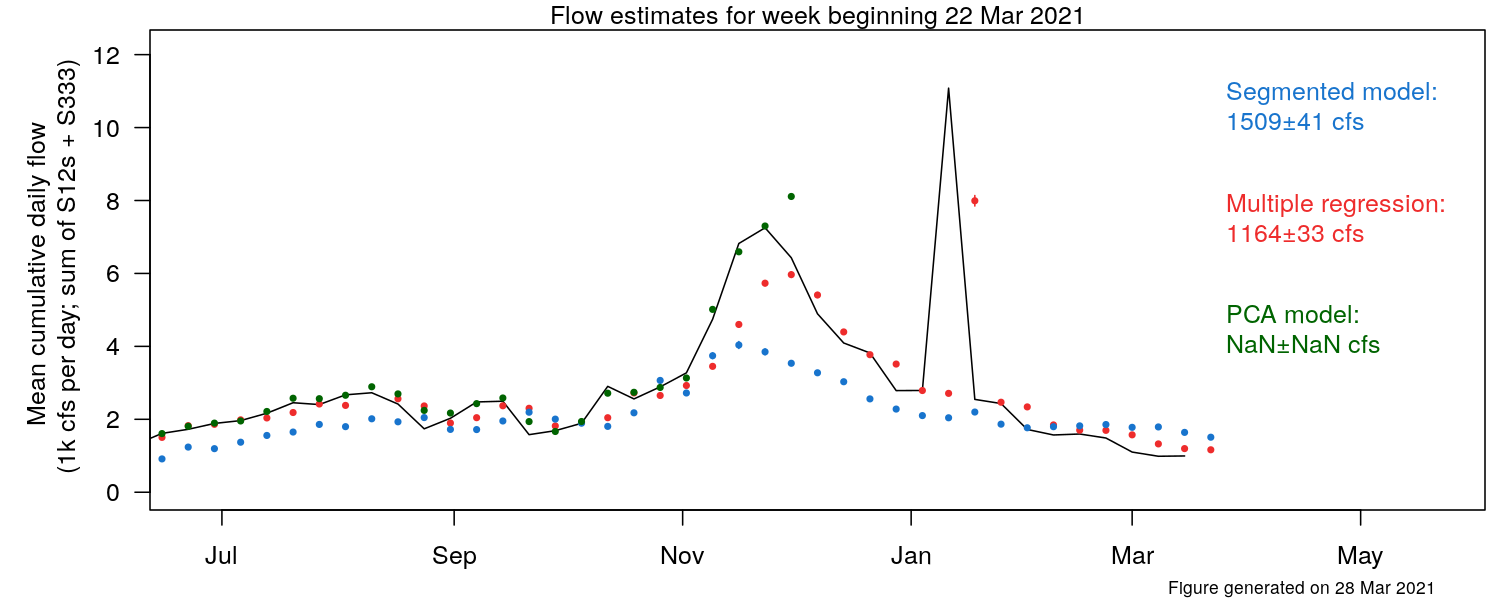 Flow estimates for week beginning 22 Mar 2021
Mean cumulative daily flow
(1k cfs per day; sum of S12s + S333)
12
10
8
6
4
2
0
Segmented model:
1509±41 cfs
Multiple regression:
1164±33 cfs
PCA model:
NaN±NaN cfs
Jul
Sep
Nov
Jan
Mar
May
Figure generated on 28 Mar 2021